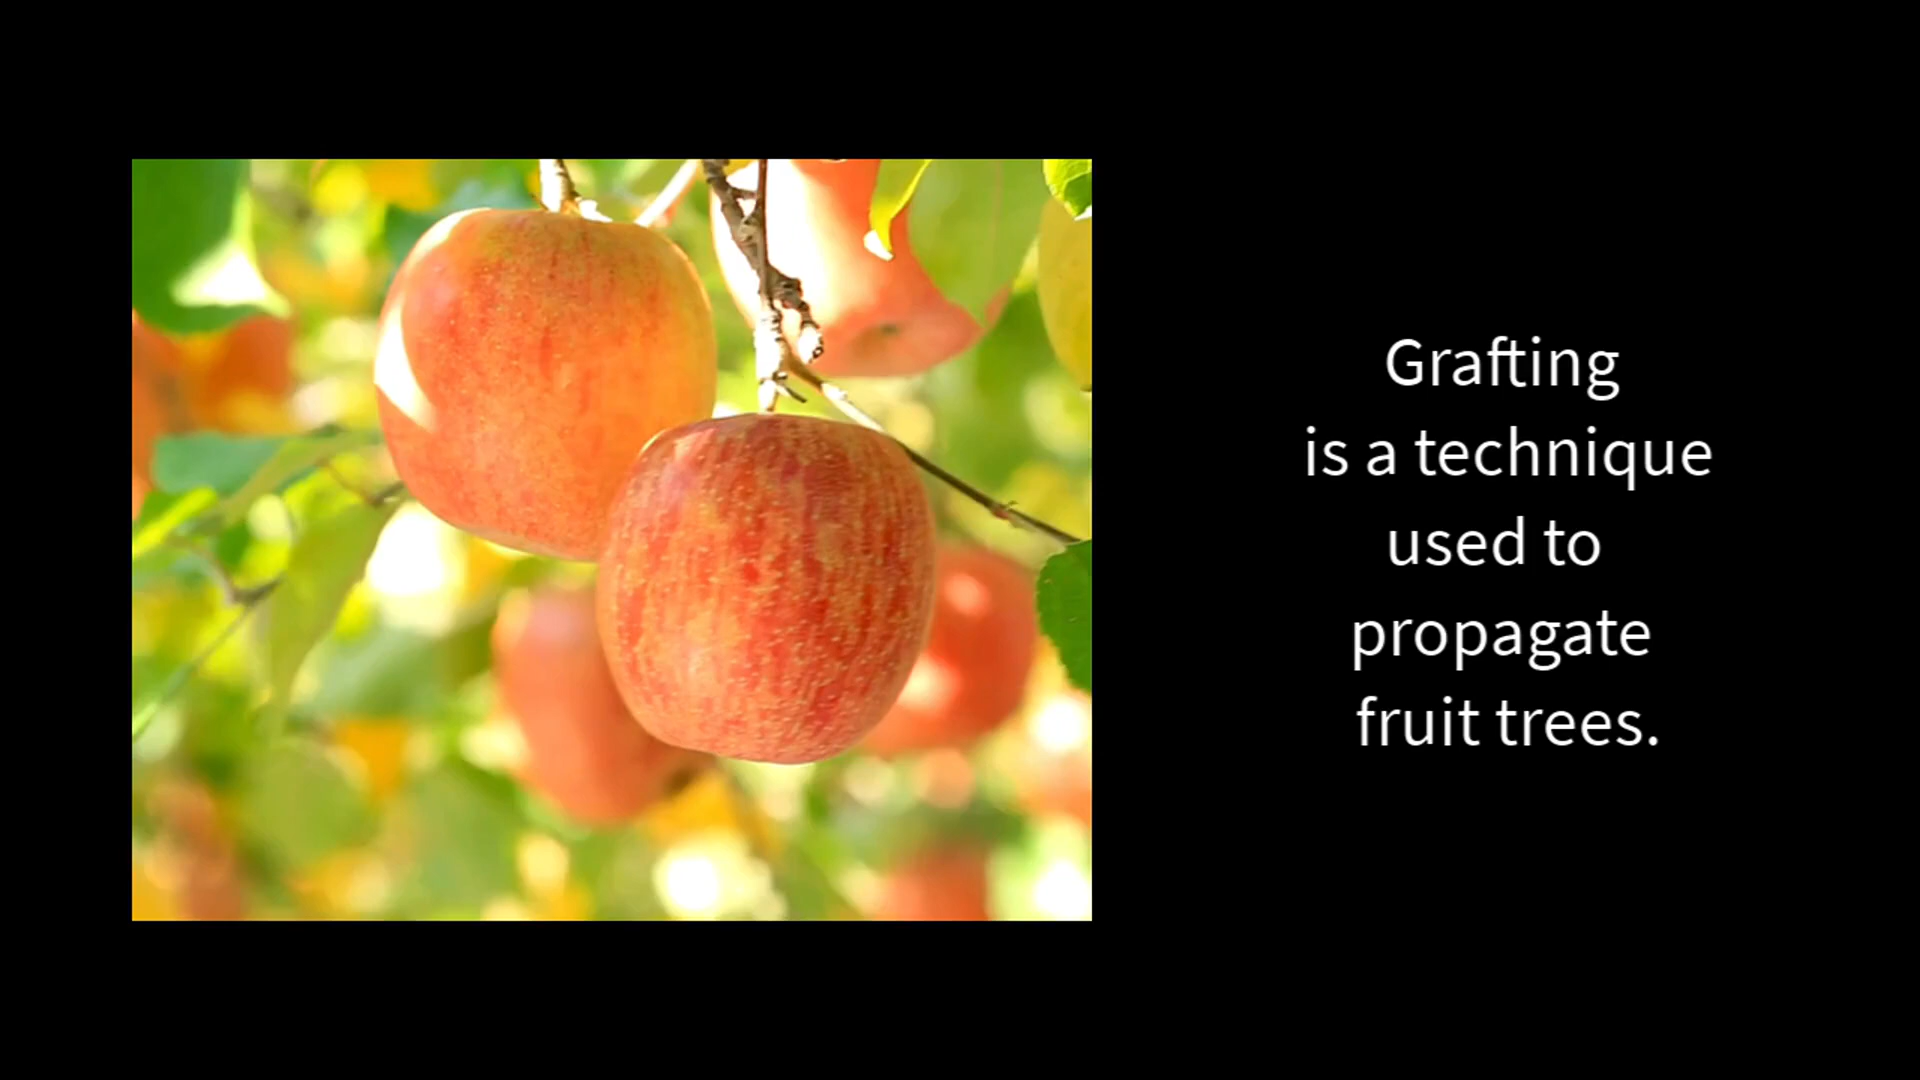 Grafting
is a technique
used to
propagate
fruit trees.